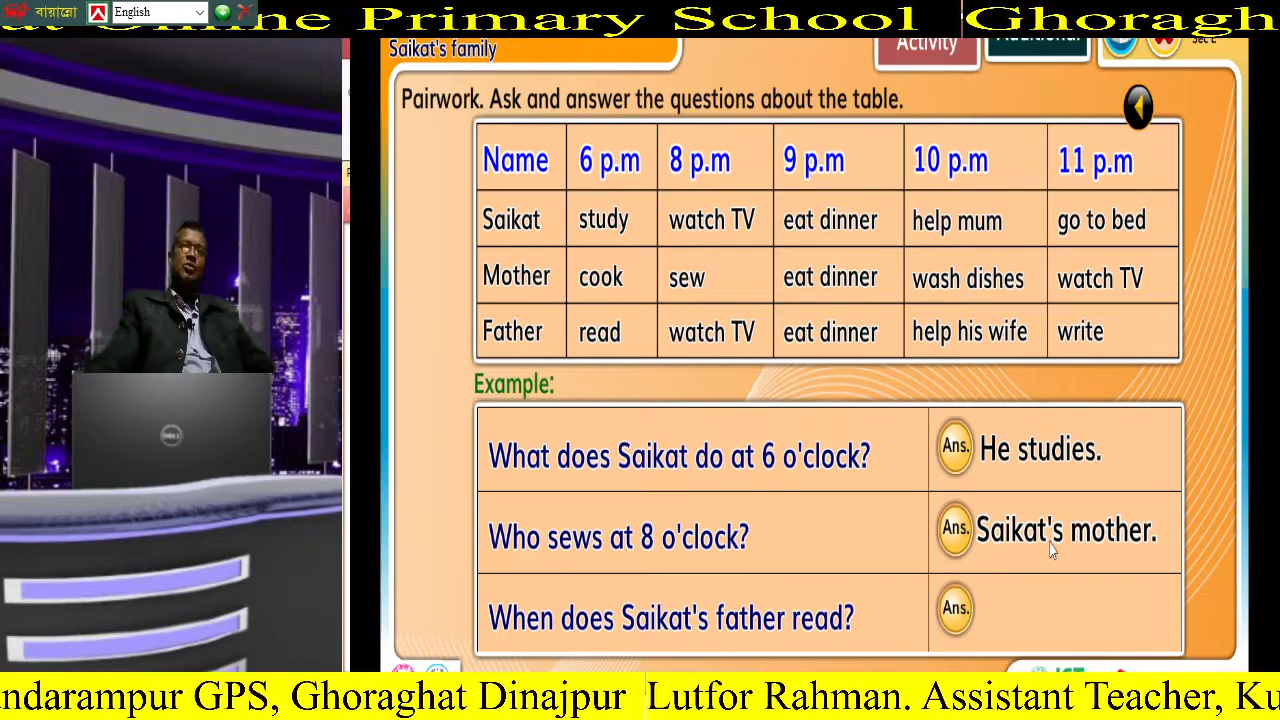 বায়ান্নো English
at Online Primary School Ghoragh
Saikat's family Activity Additional
Pairwork. Ask and answer the questions about the table.
Name 6 p.m 8 p.m 9 p.m 10 p.m 11 p.m
Saikat study watch TV eat dinner help mum go to bed
Mother cook sew eat dinner wash dishes watch TV
Father read watch TV eat dinner help his wife write
Example:
What does Saikat do at 6 o'clock? Ans. He studies.
Who sews at 8 o'clock? Ans. Saikat's mother.
When does Saikat's father read? Ans.
DELL
ndarampur GPS, Ghoraghat Dinajpur Lutfor Rahman. Assistant Teacher, Ku